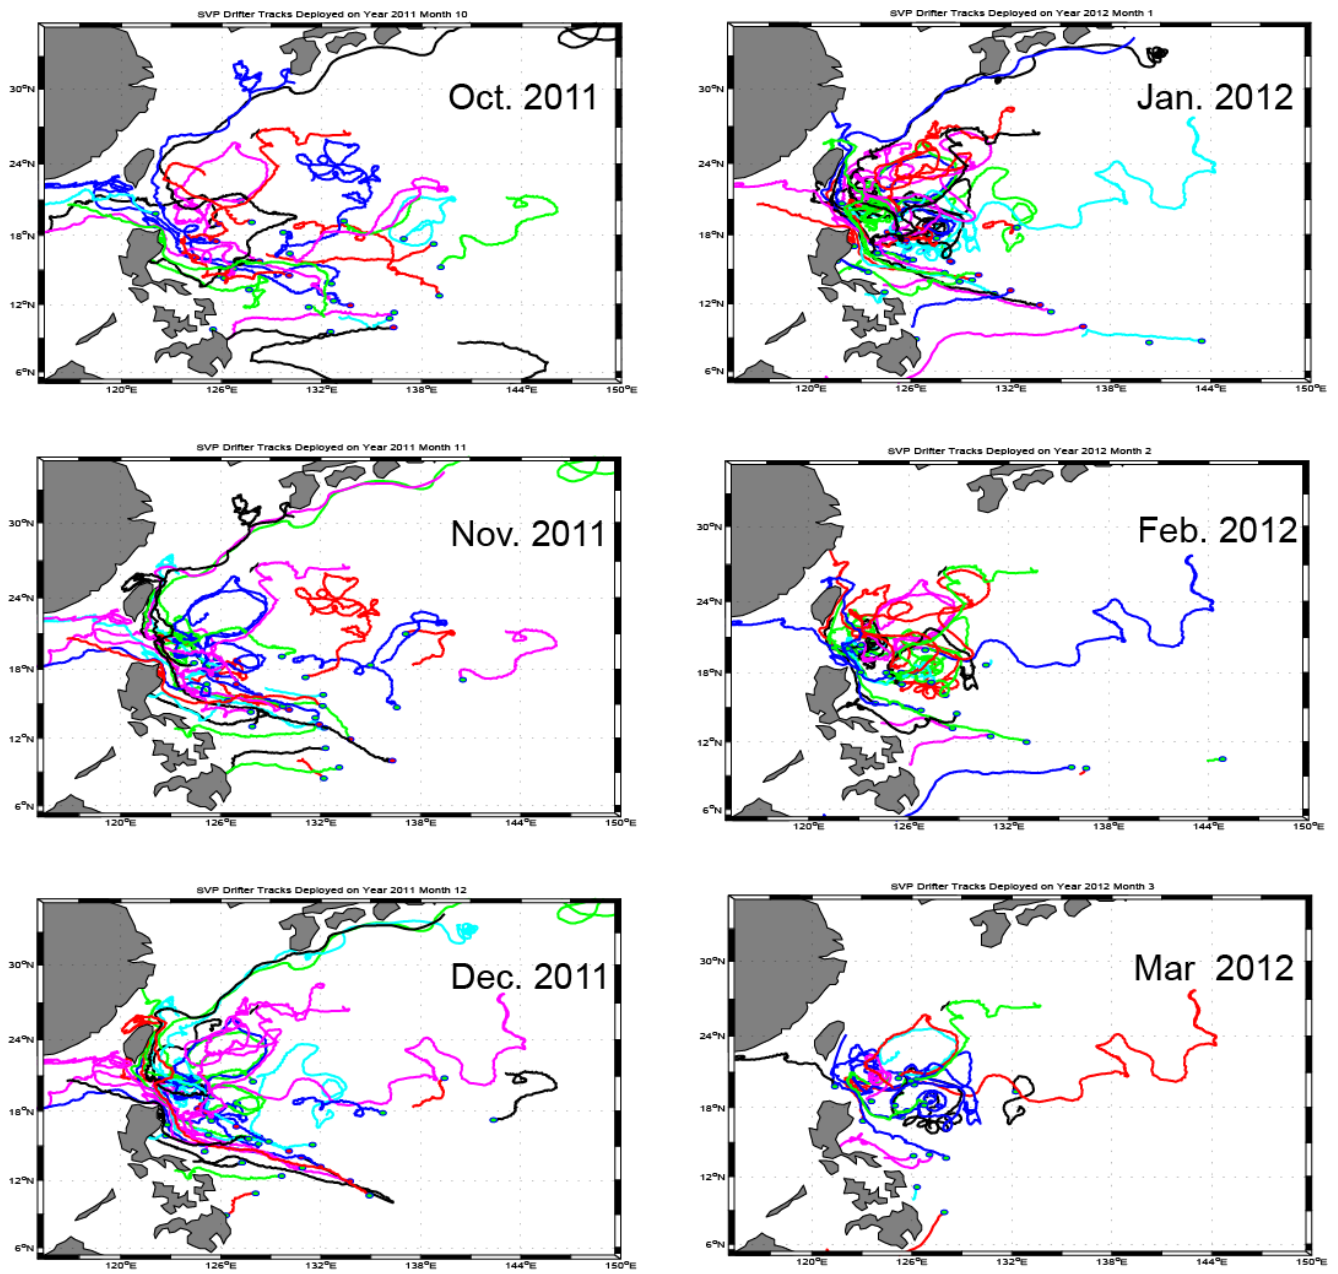 SVP Drifter Tracks Deployed on Year 2011 Month 10
Oct. 2011
30°N
24°N
18°N
12°N
6°N
120°E
126°E
132°E
138°E
144°E
150°E
SVP Drifter Tracks Deployed on Year 2012 Month 1
Jan. 2012
30°N
24°N
18°N
12°N
6°N
120°E
126°E
132°E
138°E
144°E
150°E
SVP Drifter Tracks Deployed on Year 2011 Month 11
Nov. 2011
30°N
24°N
18°N
12°N
6°N
120°E
126°E
132°E
138°E
144°E
150°E
SVP Drifter Tracks Deployed on Year 2012 Month 2
Feb. 2012
30°N
24°N
18°N
12°N
6°N
120°E
126°E
132°E
138°E
144°E
150°E
SVP Drifter Tracks Deployed on Year 2011 Month 12
Dec. 2011
30°N
24°N
18°N
12°N
6°N
120°E
126°E
132°E
138°E
144°E
150°E
SVP Drifter Tracks Deployed on Year 2012 Month 3
Mar 2012
30°N
24°N
18°N
12°N
6°N
120°E
126°E
132°E
138°E
144°E
150°E